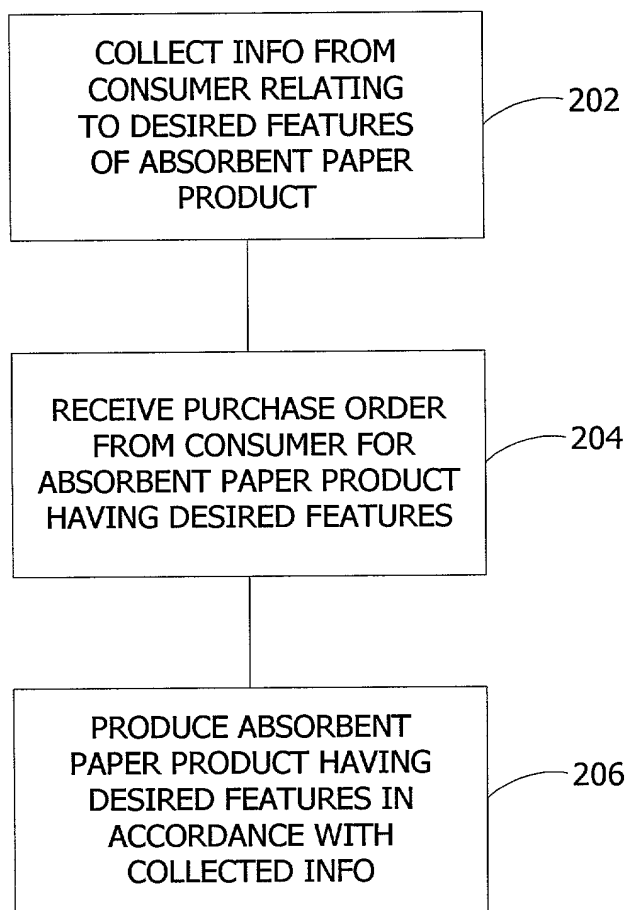 COLLECT INFO FROM
CONSUMER RELATING
TO DESIRED FEATURES
OF ABSORBENT PAPER
PRODUCT
202
RECEIVE PURCHASE ORDER
FROM CONSUMER FOR
ABSORBENT PAPER PRODUCT
HAVING DESIRED FEATURES
204
PRODUCE ABSORBENT
PAPER PRODUCT HAVING
DESIRED FEATURES IN
ACCORDANCE WITH
COLLECTED INFO
206